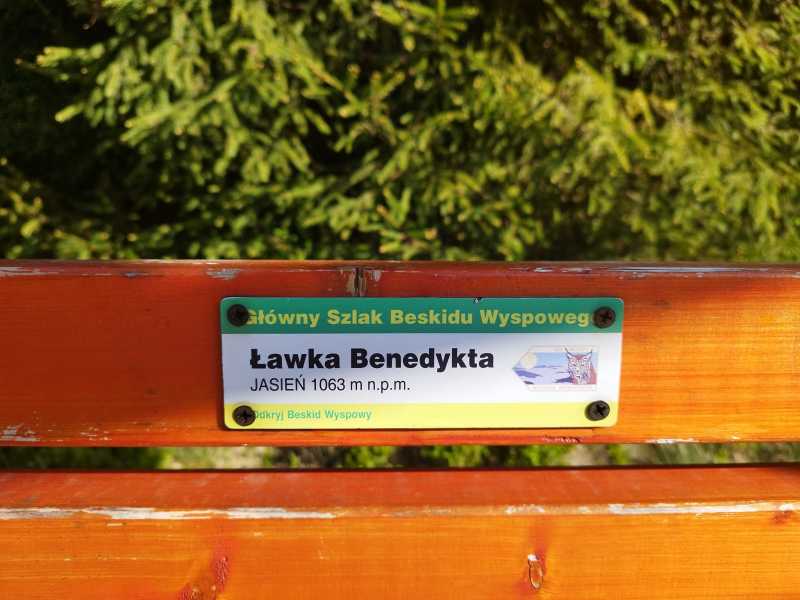 Główny Szlak Beskidu Wyspoweg
Ławka Benedykta
JASIEŃ 1063 m n.p.m.
Odkryj Beskid Wyspowy